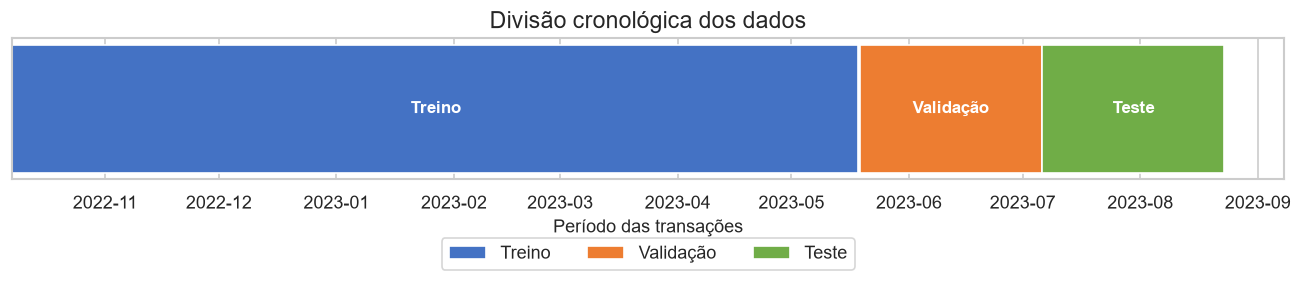 Divisão cronológica dos dados
Treino Validação Teste
2022-11 2022-12 2023-01 2023-02 2023-03 2023-04 2023-05 2023-06 2023-07 2023-08 2023-09
Período das transações
Treino Validação Teste